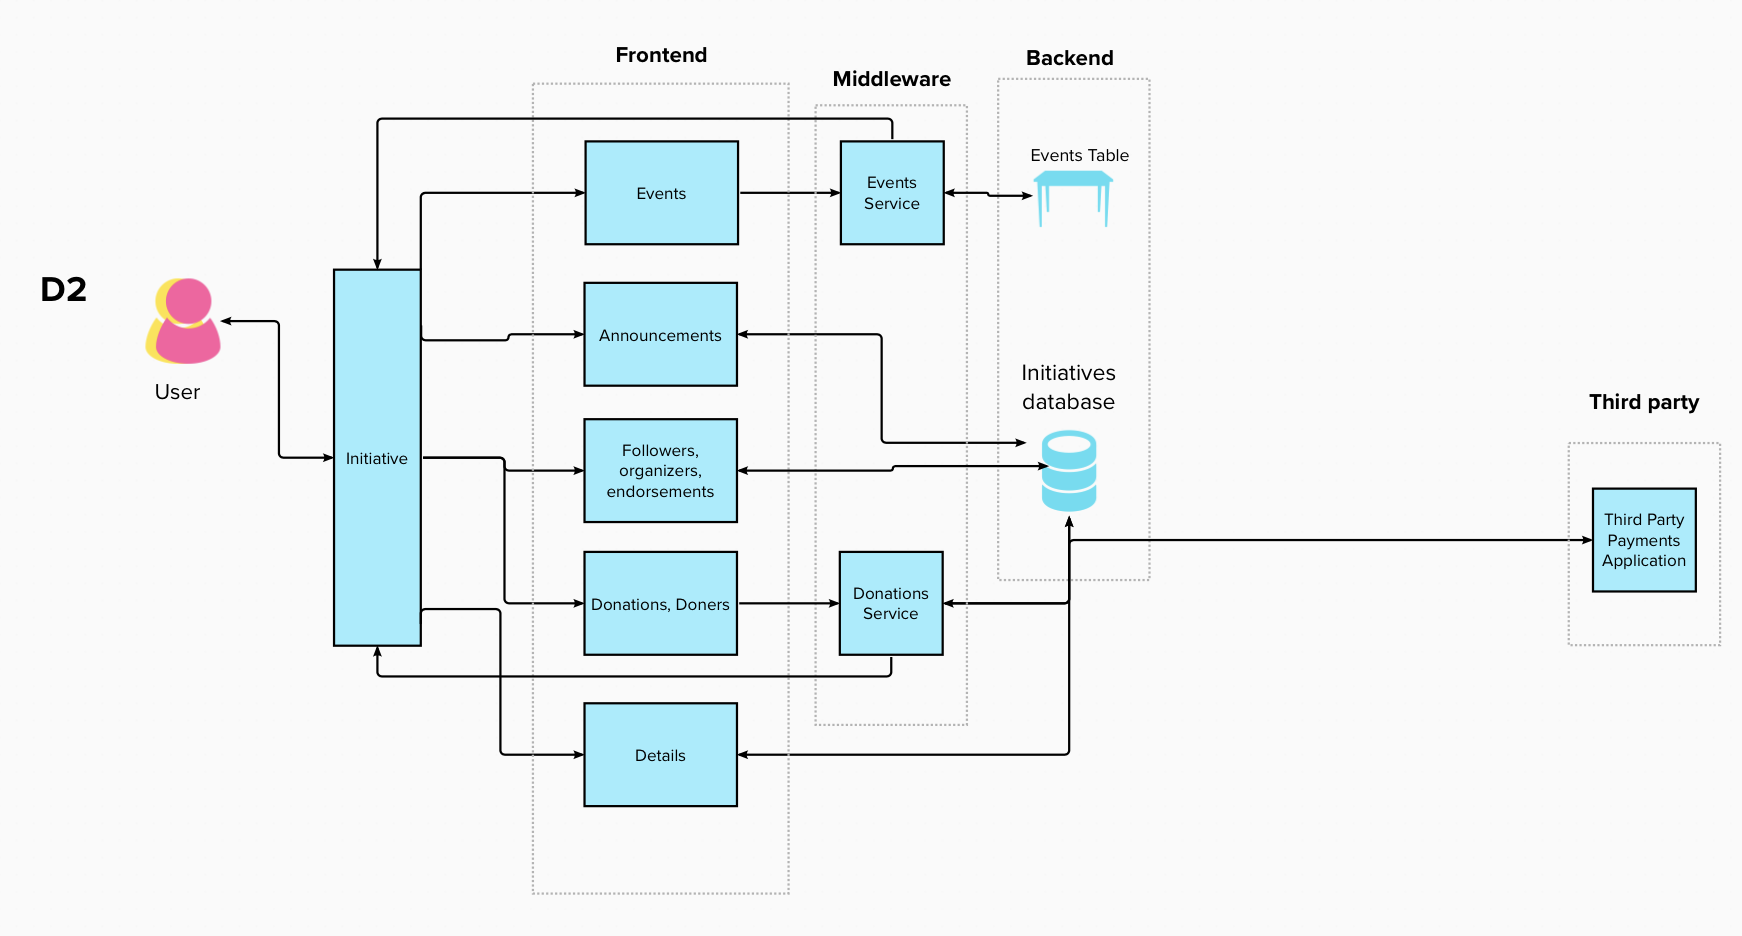 Frontend
Middleware
Backend
Events
Events
Service
Events Table
D2
User
Announcements
Initiatives
database
Third party
Initiative
Followers,
organizers,
endorsements
Third Party
Payments
Application
Donations, Doners
Donations
Service
Details